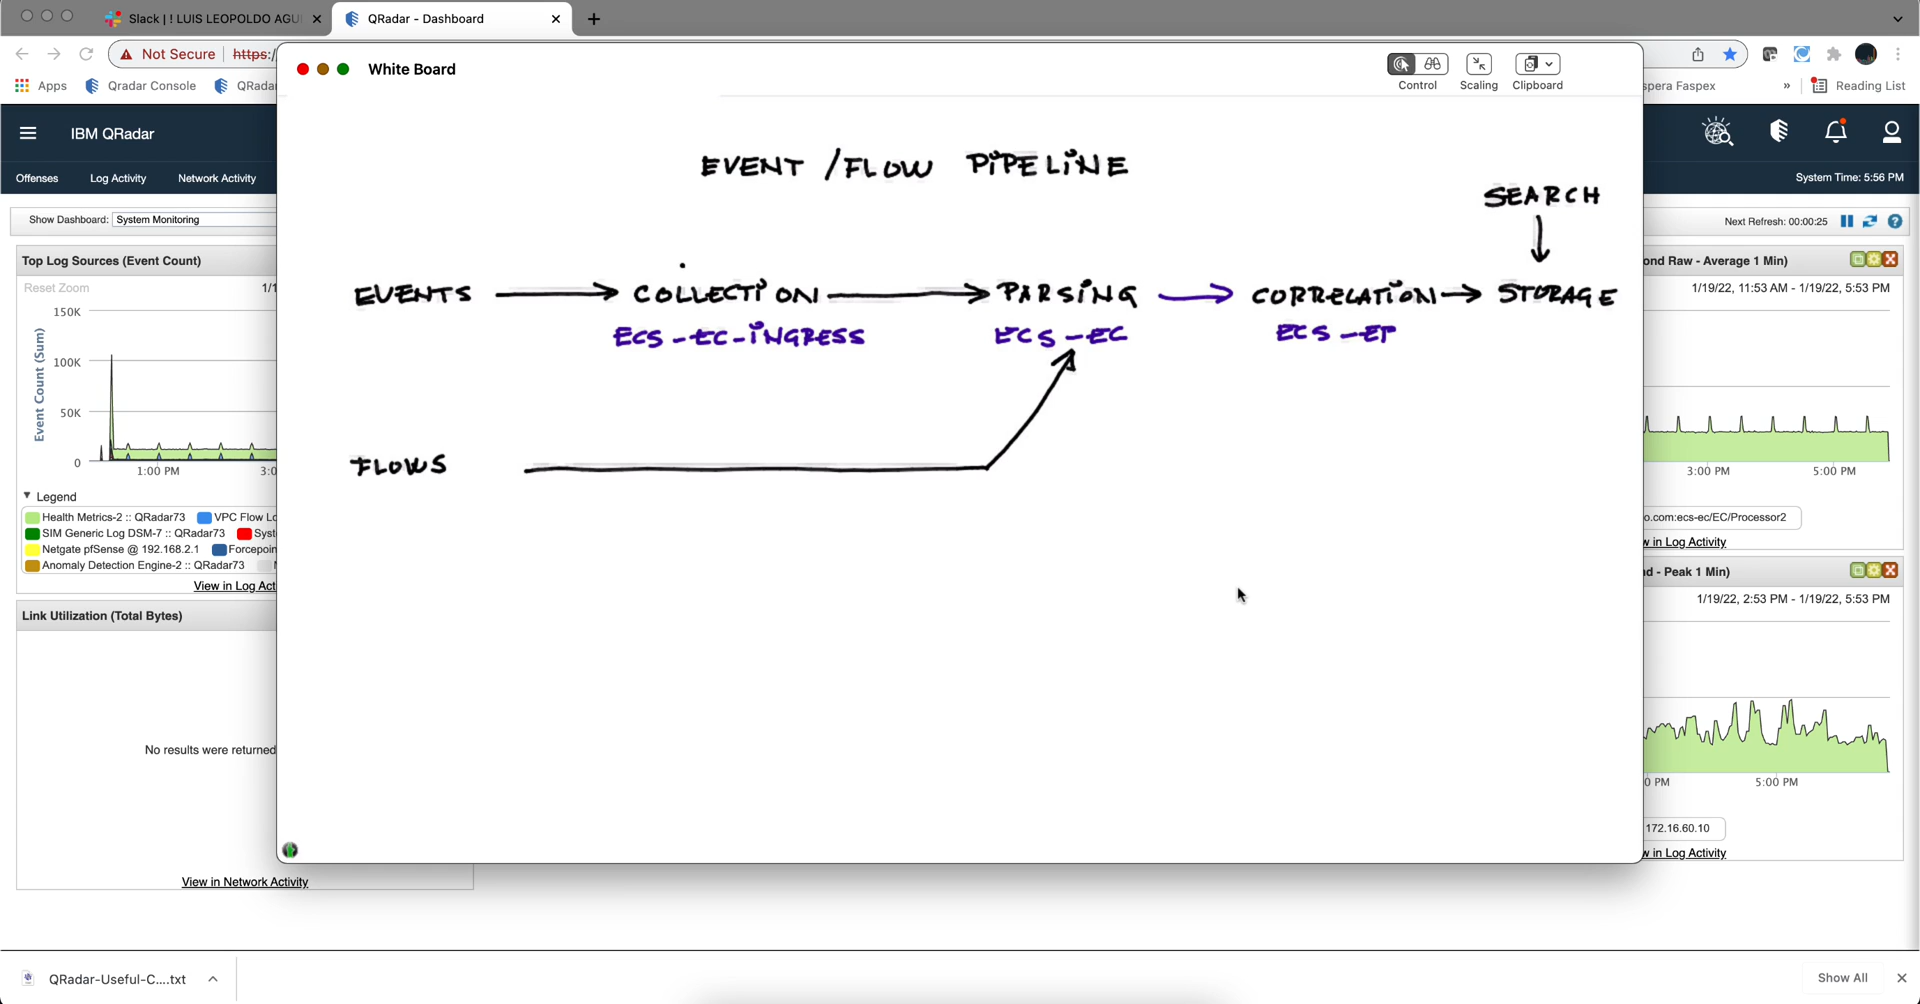 Slack | ! LUIS LEOPOLDO AGU
QRadar - Dashboard
Not Secure
https:/
Apps
Qradar Console
QRada
spera Faspex
»
Reading List
White Board
Control
Scaling
Clipboard
IBM QRadar
Offenses
Log Activity
Network Activity
System Time: 5:56 PM
Show Dashboard:
System Monitoring
Next Refresh: 00:00:25
EVENT / FLOW PIPELINE
SEARCH
EVENTS
COLLECTION
PARSING
CORRELATION
STORAGE
ECS - EC - INGRESS
ECS - EC
ECS - EP
FLOWS
Top Log Sources (Event Count)
Reset Zoom
1/1
150K
100K
50K
0
Event Count (Sum)
1:00 PM
3:0
Legend
Health Metrics-2 :: QRadar73
VPC Flow Lo
SIM Generic Log DSM-7 :: QRadar73
Syst
Netgate pfSense @ 192.168.2.1
Forcepoin
Anomaly Detection Engine-2 :: QRadar73
View in Log Act
Link Utilization (Total Bytes)
No results were returned
View in Network Activity
ond Raw - Average 1 Min)
1/19/22, 11:53 AM - 1/19/22, 5:53 PM
3:00 PM
5:00 PM
o.com:ecs-ec/EC/Processor2
w in Log Activity
nd - Peak 1 Min)
1/19/22, 2:53 PM - 1/19/22, 5:53 PM
0 PM
5:00 PM
172.16.60.10
w in Log Activity
QRadar-Useful-C....txt
Show All